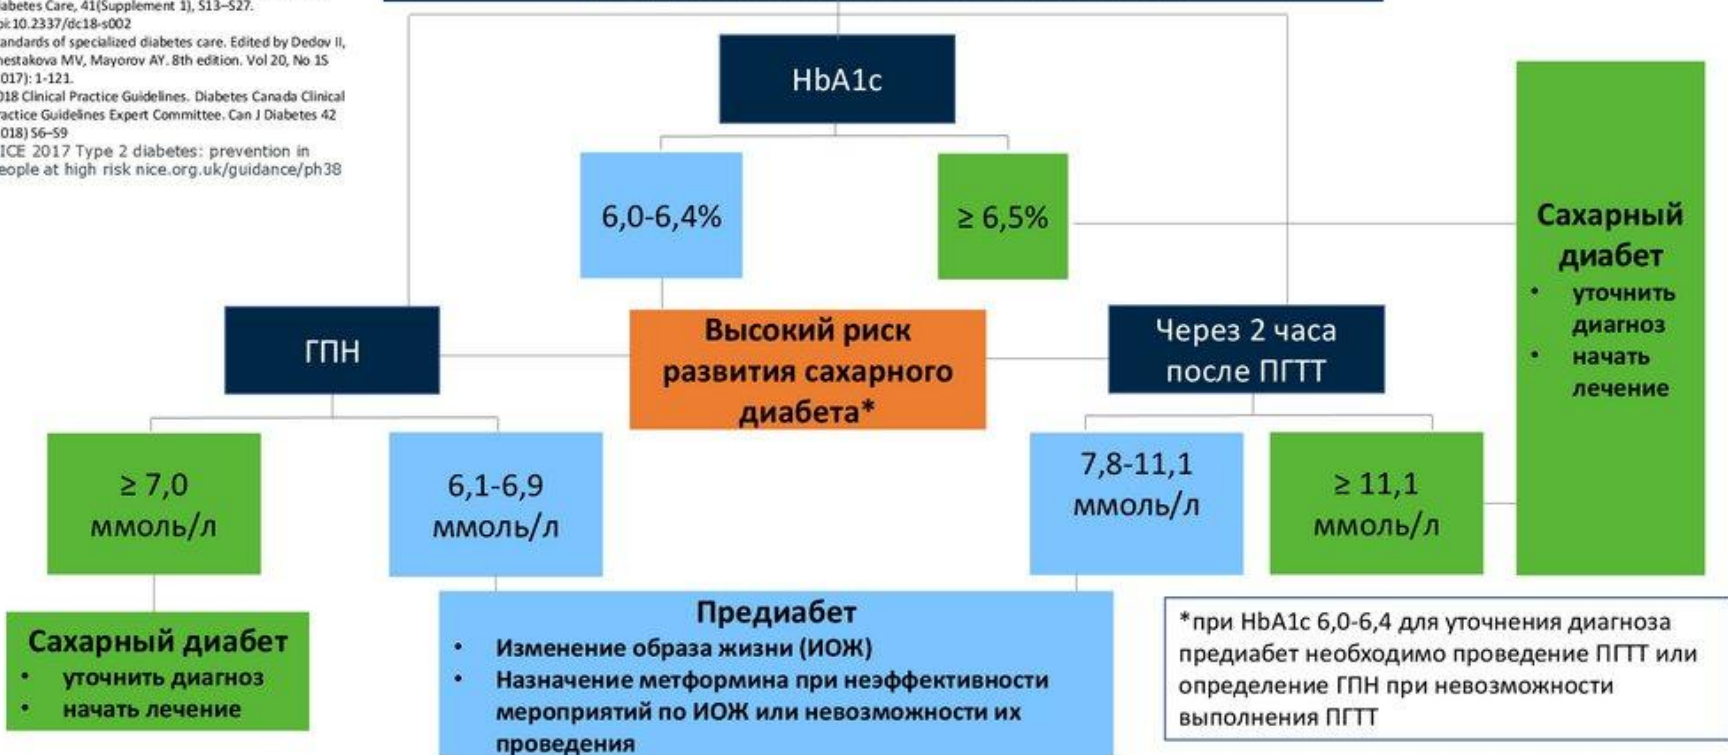 iabetes Care, 41(Supplement 1), S13–S27.
oi:10.2337/dc18-s002
andards of specialized diabetes care. Edited by Dedov II,
hestakova MV, Mayorov AY. 8th edition. Vol 20, No 1S
017): 1-121.
018 Clinical Practice Guidelines. Diabetes Canada Clinical
ractice Guidelines Expert Committee. Can J Diabetes 42
018) S6–S9
ICE 2017 Type 2 diabetes: prevention in
eople at high risk nice.org.uk/guidance/ph38
HbA1c
6,0-6,4%
≥ 6,5%
Сахарный
диабет
• уточнить
диагноз
• начать
лечение
ГПН
Высокий риск
развития сахарного
диабета*
Через 2 часа
после ПГТТ
≥ 7,0
ммоль/л
6,1-6,9
ммоль/л
7,8-11,1
ммоль/л
≥ 11,1
ммоль/л
Сахарный диабет
• уточнить диагноз
• начать лечение
Предиабет
• Изменение образа жизни (ИОЖ)
• Назначение метформина при неэффективности
мероприятий по ИОЖ или невозможности их
проведения
*при HbA1c 6,0-6,4 для уточнения диагноза
предиабет необходимо проведение ПГТТ или
определение ГПН при невозможности
выполнения ПГТТ